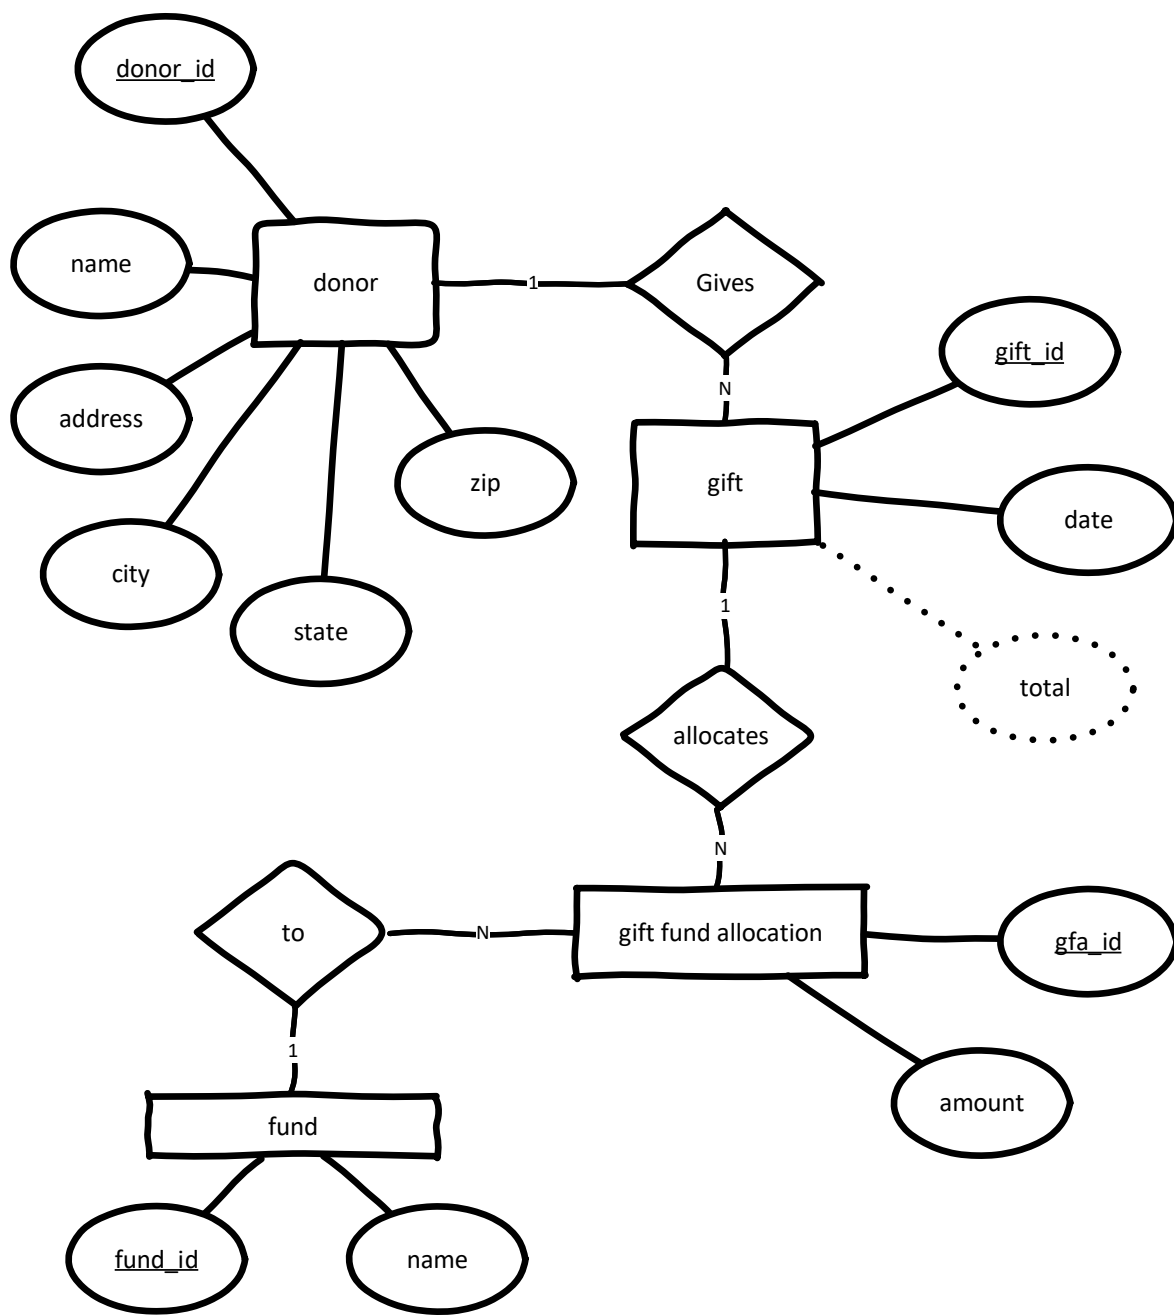 donor_id
name
donor
1
Gives
address
zip
city
state
N
gift_id
gift
date
total
1
allocates
N
to
N
gift fund allocation
gfa_id
amount
1
fund
fund_id
name